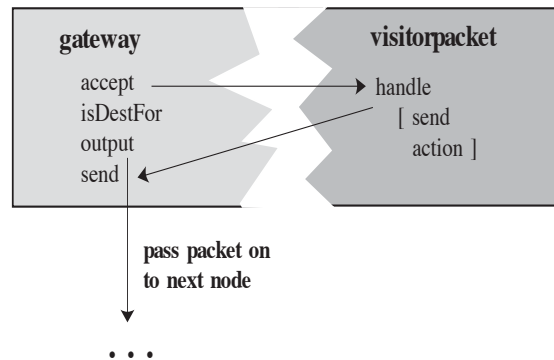 gateway
accept
isDestFor
output
send
visitorpacket
handle
[ send
action ]
pass packet on
to next node
. . .